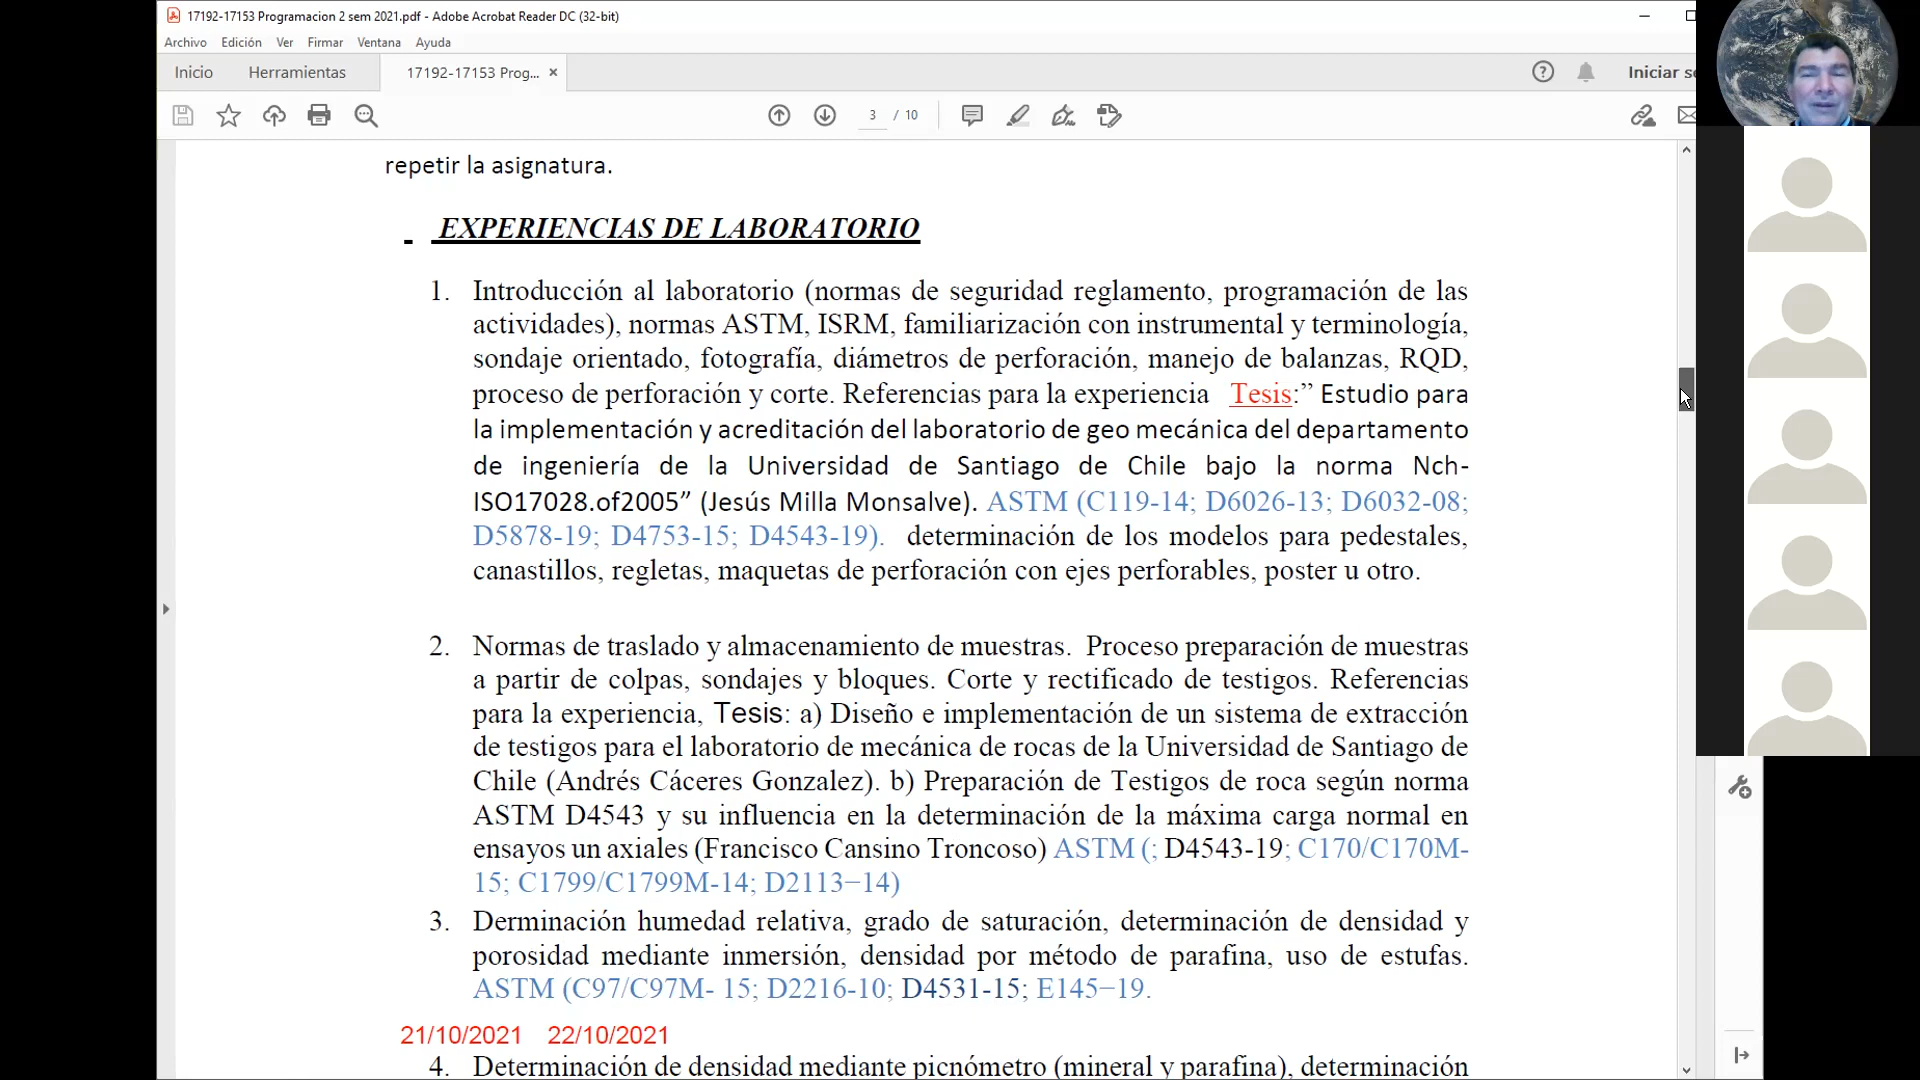 17192-17153 Programacion 2 sem 2021.pdf - Adobe Acrobat Reader DC (32-bit)
Archivo Edición Ver Firmar Ventana Ayuda
Inicio Herramientas 17192-17153 Prog... × Iniciar se
3 / 10
repetir la asignatura.
- EXPERIENCIAS DE LABORATORIO
1. Introducción al laboratorio (normas de seguridad reglamento, programación de las
actividades), normas ASTM, ISRM, familiarización con instrumental y terminología,
sondaje orientado, fotografía, diámetros de perforación, manejo de balanzas, RQD,
proceso de perforación y corte. Referencias para la experiencia Tesis:” Estudio para
la implementación y acreditación del laboratorio de geo mecánica del departamento
de ingeniería de la Universidad de Santiago de Chile bajo la norma Nch-
ISO17028.of2005” (Jesús Milla Monsalve). ASTM (C119-14; D6026-13; D6032-08;
D5878-19; D4753-15; D4543-19). determinación de los modelos para pedestales,
canastillos, regletas, maquetas de perforación con ejes perforables, poster u otro.
2. Normas de traslado y almacenamiento de muestras. Proceso preparación de muestras
a partir de colpas, sondajes y bloques. Corte y rectificado de testigos. Referencias
para la experiencia, Tesis: a) Diseño e implementación de un sistema de extracción
de testigos para el laboratorio de mecánica de rocas de la Universidad de Santiago de
Chile (Andrés Cáceres Gonzalez). b) Preparación de Testigos de roca según norma
ASTM D4543 y su influencia en la determinación de la máxima carga normal en
ensayos un axiales (Francisco Cansino Troncoso) ASTM (; D4543-19; C170/C170M-
15; C1799/C1799M-14; D2113−14)
3. Derminación humedad relativa, grado de saturación, determinación de densidad y
porosidad mediante inmersión, densidad por método de parafina, uso de estufas.
ASTM (C97/C97M- 15; D2216-10; D4531-15; E145−19.
21/10/2021 22/10/2021
4. Determinación de densidad mediante picnómetro (mineral y parafina), determinación